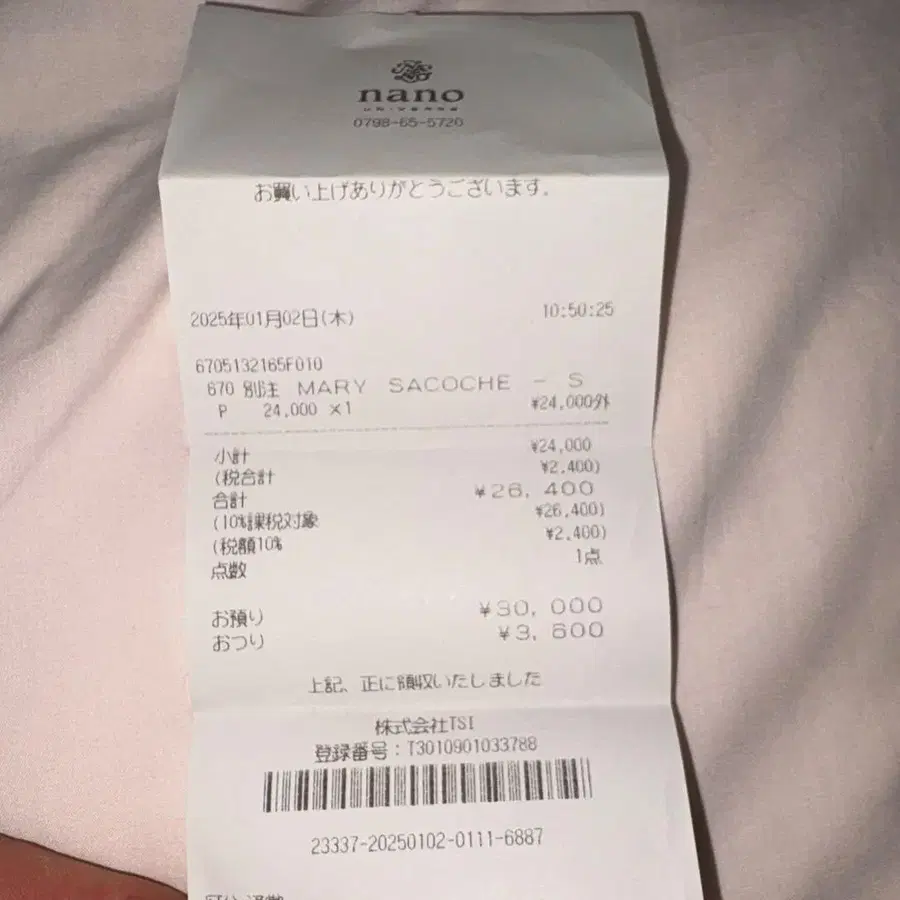 nano
UNIVERSE
0798-65-5720
お買い上げありがとうございます。
2025年01月02日(木) 10:50:25
6705132165F010
670 別注 MARY SACOCHE - S
P 24,000 ×1 ¥24,000外
小計 ¥24,000
(税合計 ¥2,400)
合計 ¥26,400
(10%課税対象 ¥26,400)
(税額10% ¥2,400)
点数 1点
お預り ¥30,000
おつり ¥3,600
上記、正に領収いたしました
株式会社TSI
登録番号:T3010901033788
23337-20250102-0111-6887